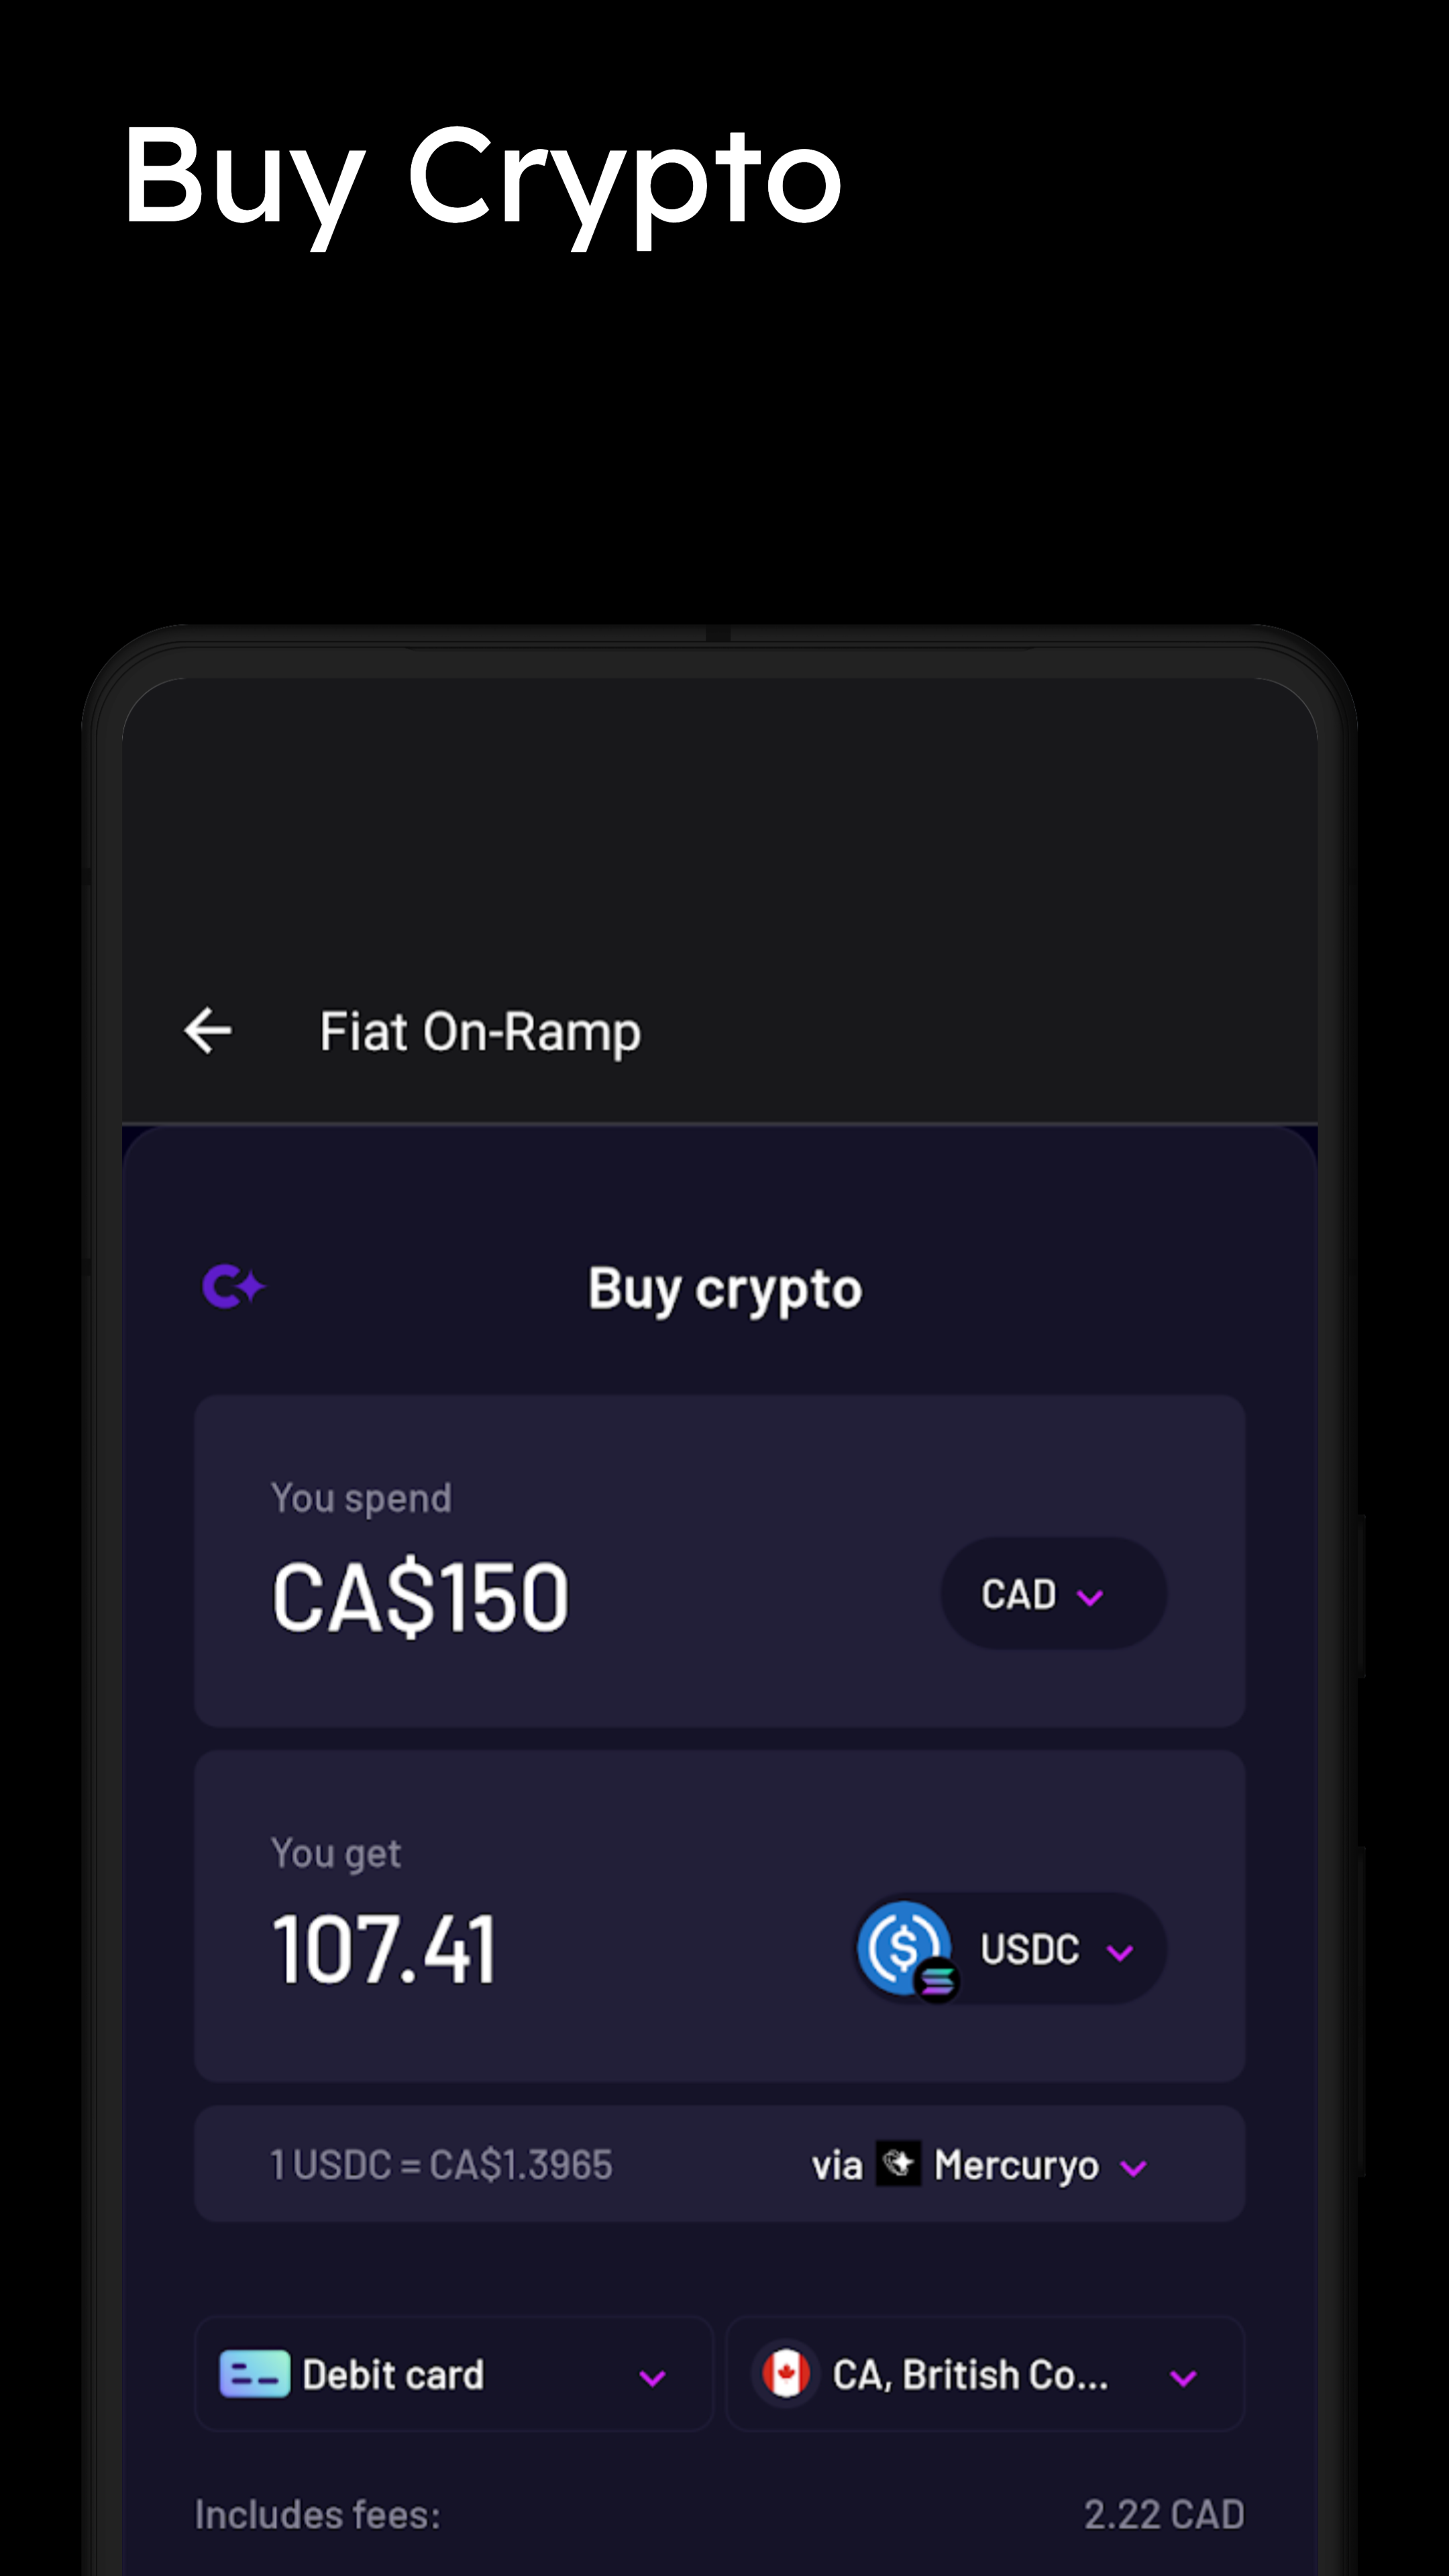 Buy Crypto
Fiat On-Ramp
Buy crypto
You spend
CA$150
CAD
You get
107.41
USDC
1 USDC = CA$1.3965
via Mercuryo
Debit card
CA, British Co...
Includes fees:
2.22 CAD